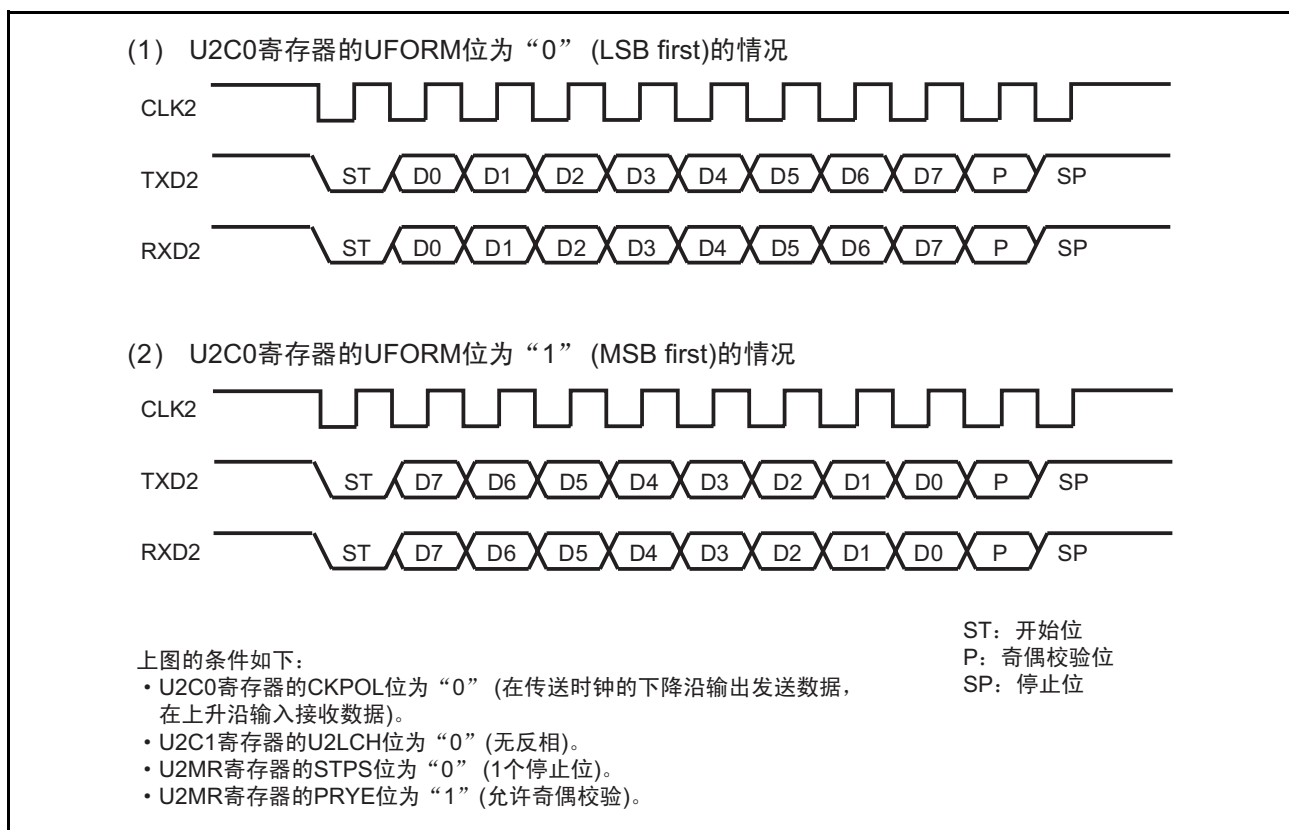 (1) U2C0寄存器的UFORM位为“0” (LSB first)的情况
CLK2
TXD2 ST D0 D1 D2 D3 D4 D5 D6 D7 P SP
RXD2 ST D0 D1 D2 D3 D4 D5 D6 D7 P SP
(2) U2C0寄存器的UFORM位为“1” (MSB first)的情况
CLK2
TXD2 ST D7 D6 D5 D4 D3 D2 D1 D0 P SP
RXD2 ST D7 D6 D5 D4 D3 D2 D1 D0 P SP
上图的条件如下：
・U2C0寄存器的CKPOL位为“0” (在传送时钟的下降沿输出发送数据，
在上升沿输入接收数据)。
・U2C1寄存器的U2LCH位为“0” (无反相)。
・U2MR寄存器的STPS位为“0” (1个停止位)。
・U2MR寄存器的PRYE位为“1” (允许奇偶校验)。
ST：开始位
P：奇偶校验位
SP：停止位